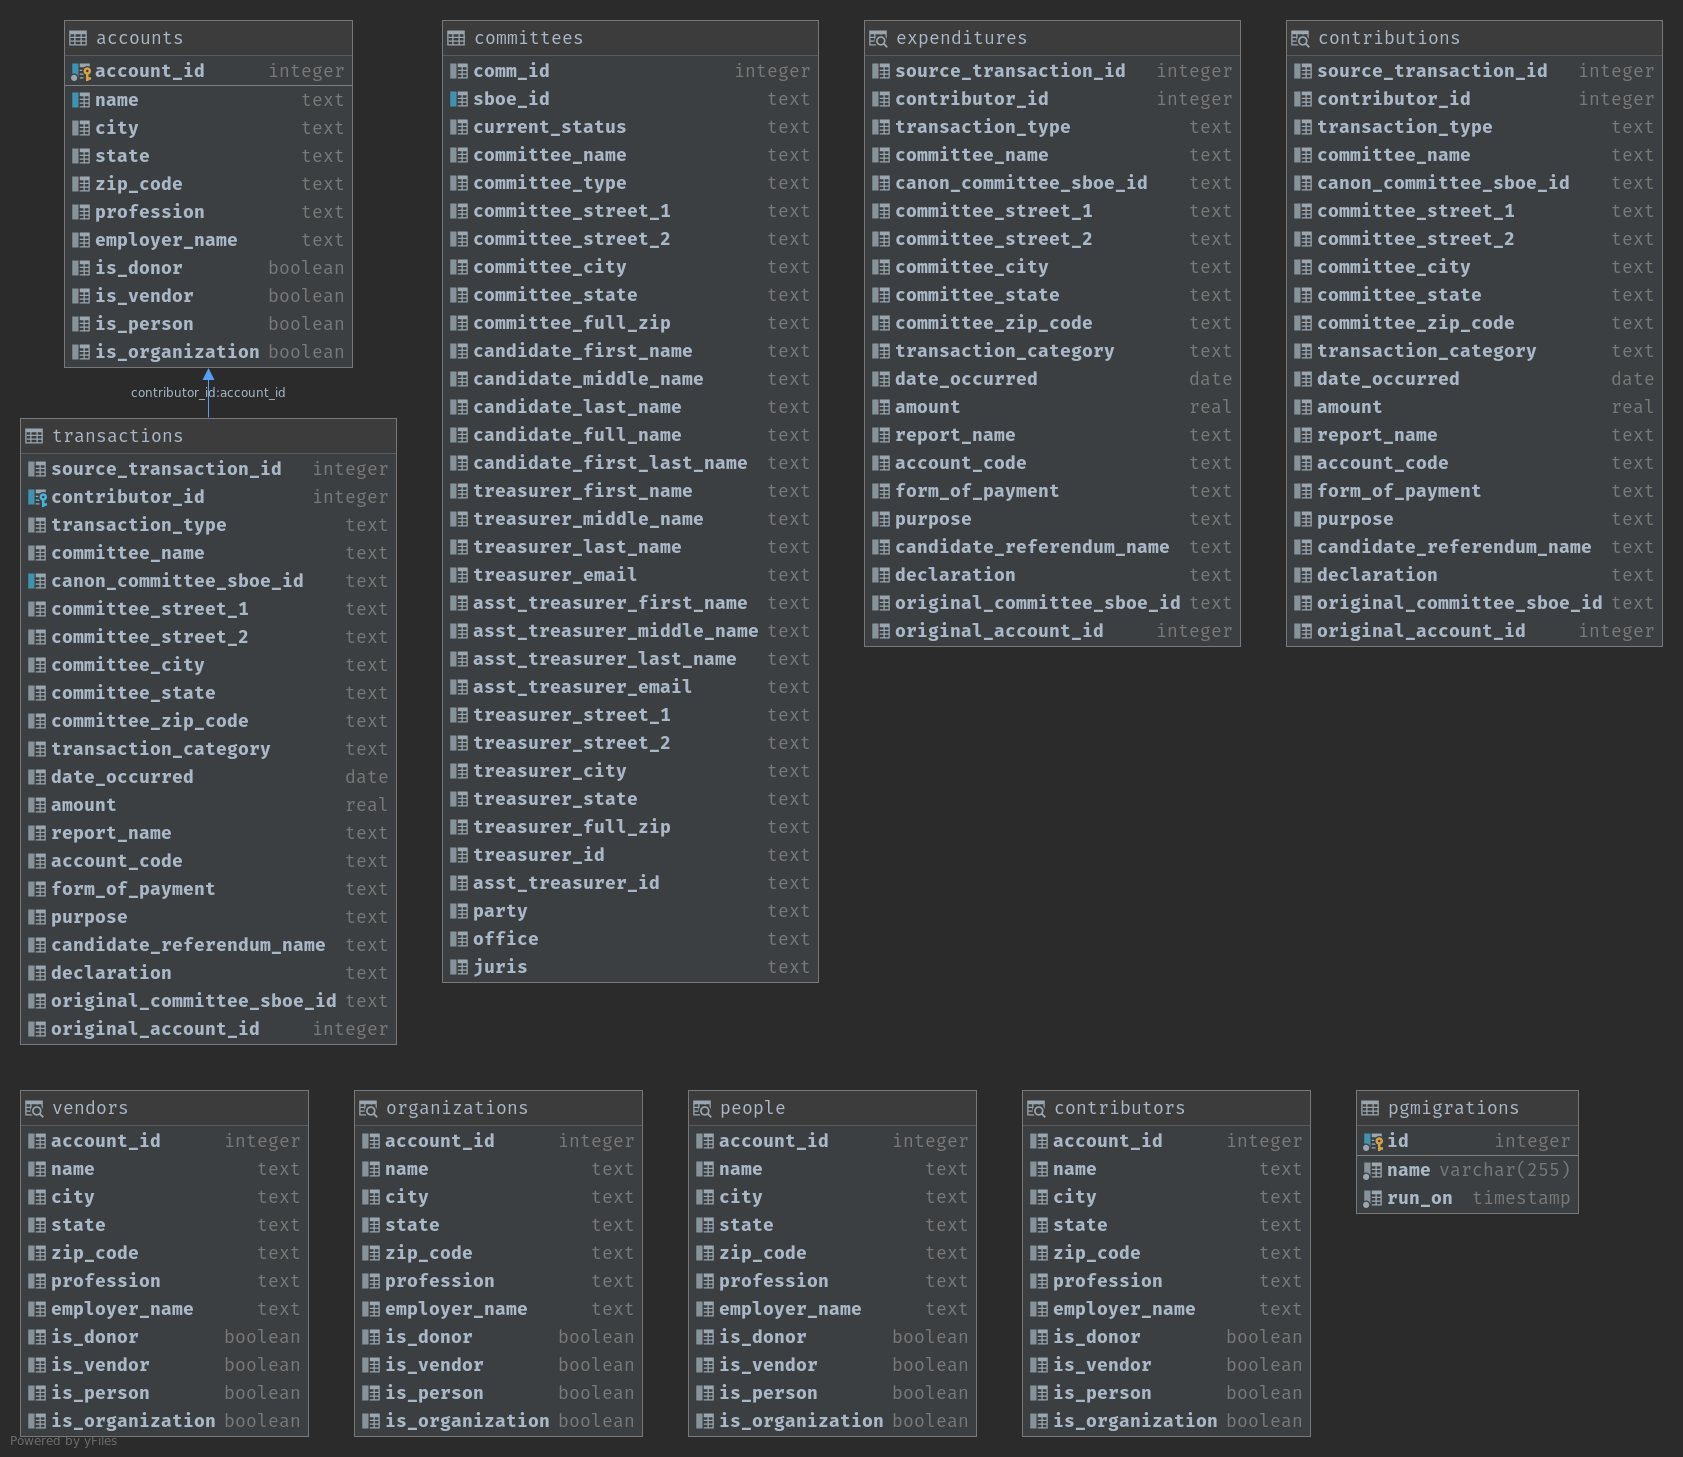 accounts
account_id integer
name text
city text
state text
zip_code text
profession text
employer_name text
is_donor boolean
is_vendor boolean
is_person boolean
is_organization boolean
contributor_id:account_id
transactions
source_transaction_id integer
contributor_id integer
transaction_type text
committee_name text
canon_committee_sboe_id text
committee_street_1 text
committee_street_2 text
committee_city text
committee_state text
committee_zip_code text
transaction_category text
date_occurred date
amount real
report_name text
account_code text
form_of_payment text
purpose text
candidate_referendum_name text
declaration text
original_committee_sboe_id text
original_account_id integer
committees
comm_id integer
sboe_id text
current_status text
committee_name text
committee_type text
committee_street_1 text
committee_street_2 text
committee_city text
committee_state text
committee_full_zip text
candidate_first_name text
candidate_middle_name text
candidate_last_name text
candidate_full_name text
candidate_first_last_name text
treasurer_first_name text
treasurer_middle_name text
treasurer_last_name text
treasurer_email text
asst_treasurer_first_name text
asst_treasurer_middle_name text
asst_treasurer_last_name text
asst_treasurer_email text
treasurer_street_1 text
treasurer_street_2 text
treasurer_city text
treasurer_state text
treasurer_full_zip text
treasurer_id text
asst_treasurer_id text
party text
office text
juris text
expenditures
source_transaction_id integer
contributor_id integer
transaction_type text
committee_name text
canon_committee_sboe_id text
committee_street_1 text
committee_street_2 text
committee_city text
committee_state text
committee_zip_code text
transaction_category text
date_occurred date
amount real
report_name text
account_code text
form_of_payment text
purpose text
candidate_referendum_name text
declaration text
original_committee_sboe_id text
original_account_id integer
contributions
source_transaction_id integer
contributor_id integer
transaction_type text
committee_name text
canon_committee_sboe_id text
committee_street_1 text
committee_street_2 text
committee_city text
committee_state text
committee_zip_code text
transaction_category text
date_occurred date
amount real
report_name text
account_code text
form_of_payment text
purpose text
candidate_referendum_name text
declaration text
original_committee_sboe_id text
original_account_id integer
vendors
account_id integer
name text
city text
state text
zip_code text
profession text
employer_name text
is_donor boolean
is_vendor boolean
is_person boolean
is_organization boolean
organizations
account_id integer
name text
city text
state text
zip_code text
profession text
employer_name text
is_donor boolean
is_vendor boolean
is_person boolean
is_organization boolean
people
account_id integer
name text
city text
state text
zip_code text
profession text
employer_name text
is_donor boolean
is_vendor boolean
is_person boolean
is_organization boolean
contributors
account_id integer
name text
city text
state text
zip_code text
profession text
employer_name text
is_donor boolean
is_vendor boolean
is_person boolean
is_organization boolean
pgmigrations
id integer
name varchar(255)
run_on timestamp
Powered by yFiles